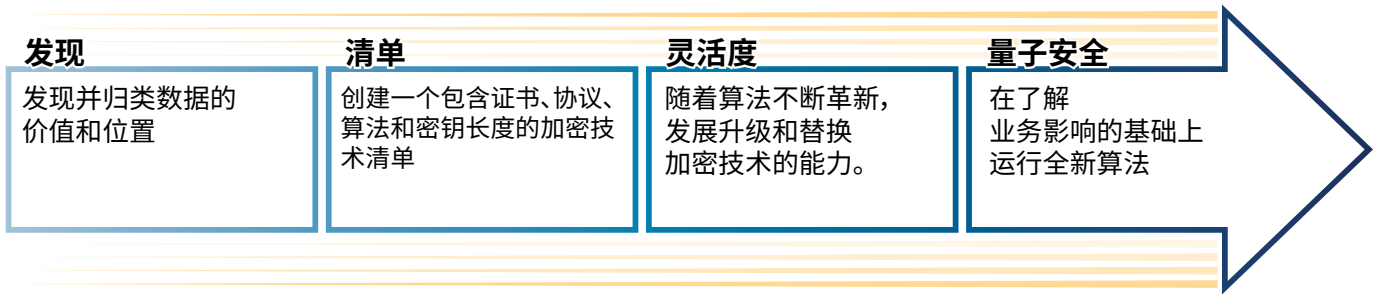 发现
发现并归类数据的
价值和位置
清单
创建一个包含证书、协议、
算法和密钥长度的加密技
术清单
灵活度
随着算法不断革新，
发展升级和替换
加密技术的能力。
量子安全
在了解
业务影响的基础上
运行全新算法